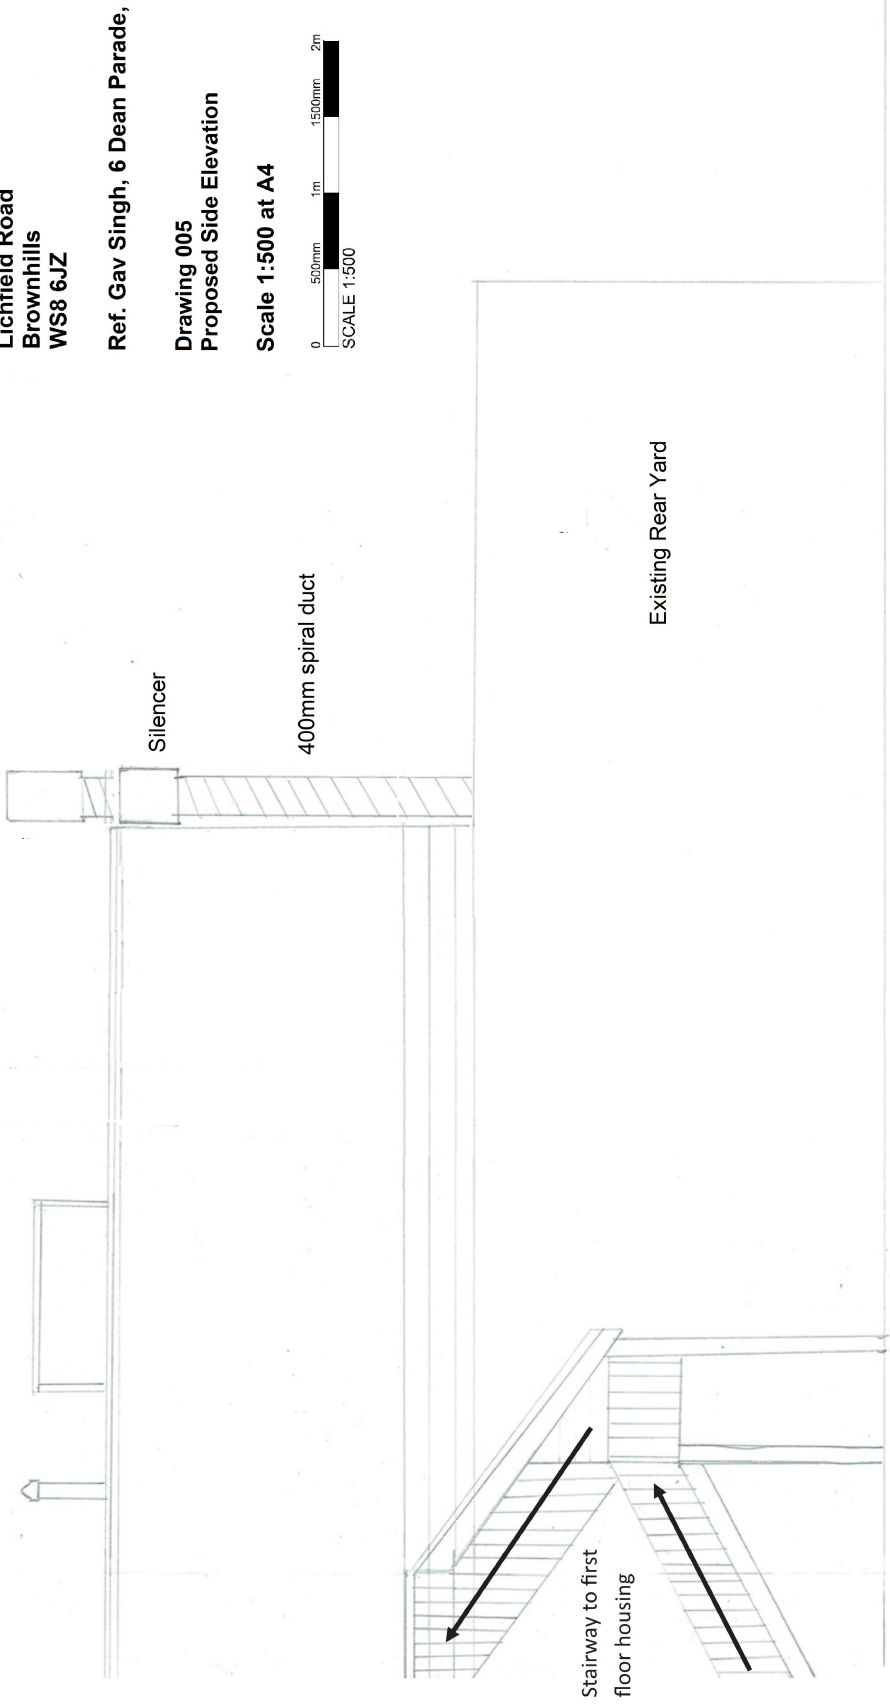 Lichfield Road
Brownhills
WS8 6JZ
Ref. Gav Singh, 6 Dean Parade,
Drawing 005
Proposed Side Elevation
Scale 1:500 at A4
0 500mm 1m 1500mm 2m
SCALE 1:500
Silencer
400mm spiral duct
Existing Rear Yard
Stairway to first
floor housing